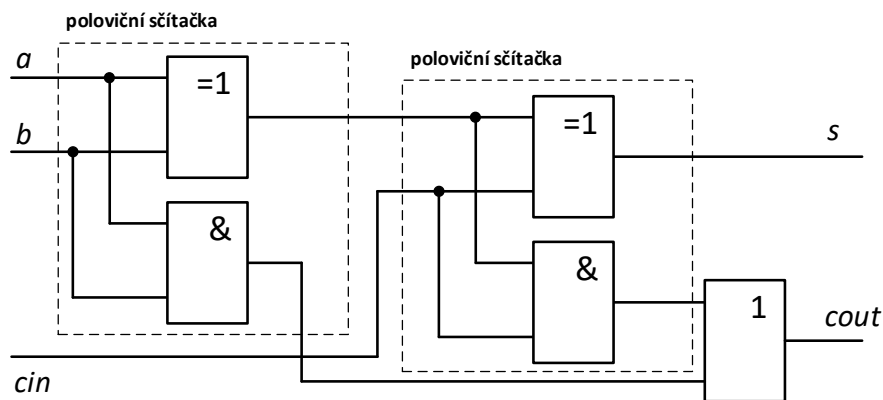 poloviční sčítačka
a
=1
b
&
cin
poloviční sčítačka
=1
s
&
1
cout